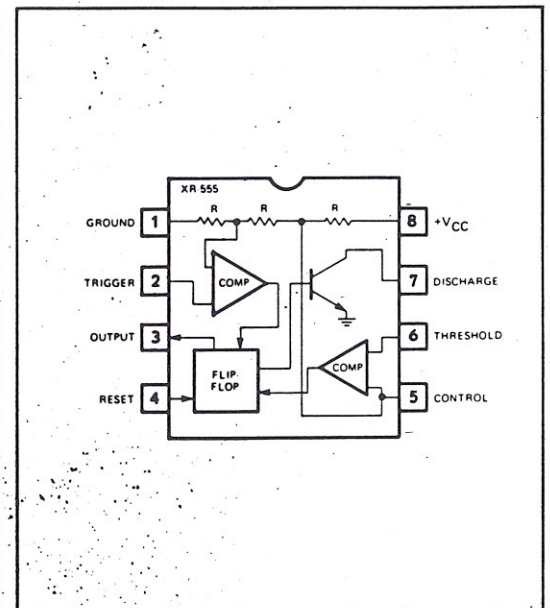 XR 555
R R R
GROUND 1
8 +VCC
TRIGGER 2
COMP
7 DISCHARGE
OUTPUT 3
6 THRESHOLD
COMP
FLIP
FLOP
RESET 4
5 CONTROL